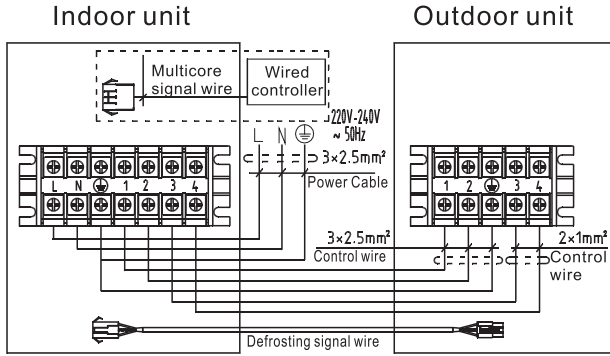 Indoor unit
Outdoor unit
Multicore
signal wire
Wired
controller
220V-240V
~ 50Hz
L N
3×2.5mm²
Power Cable
L N 1 2 3 4
1 2 3 4
3×2.5mm²
Control wire
2×1mm²
Control
wire
Defrosting signal wire